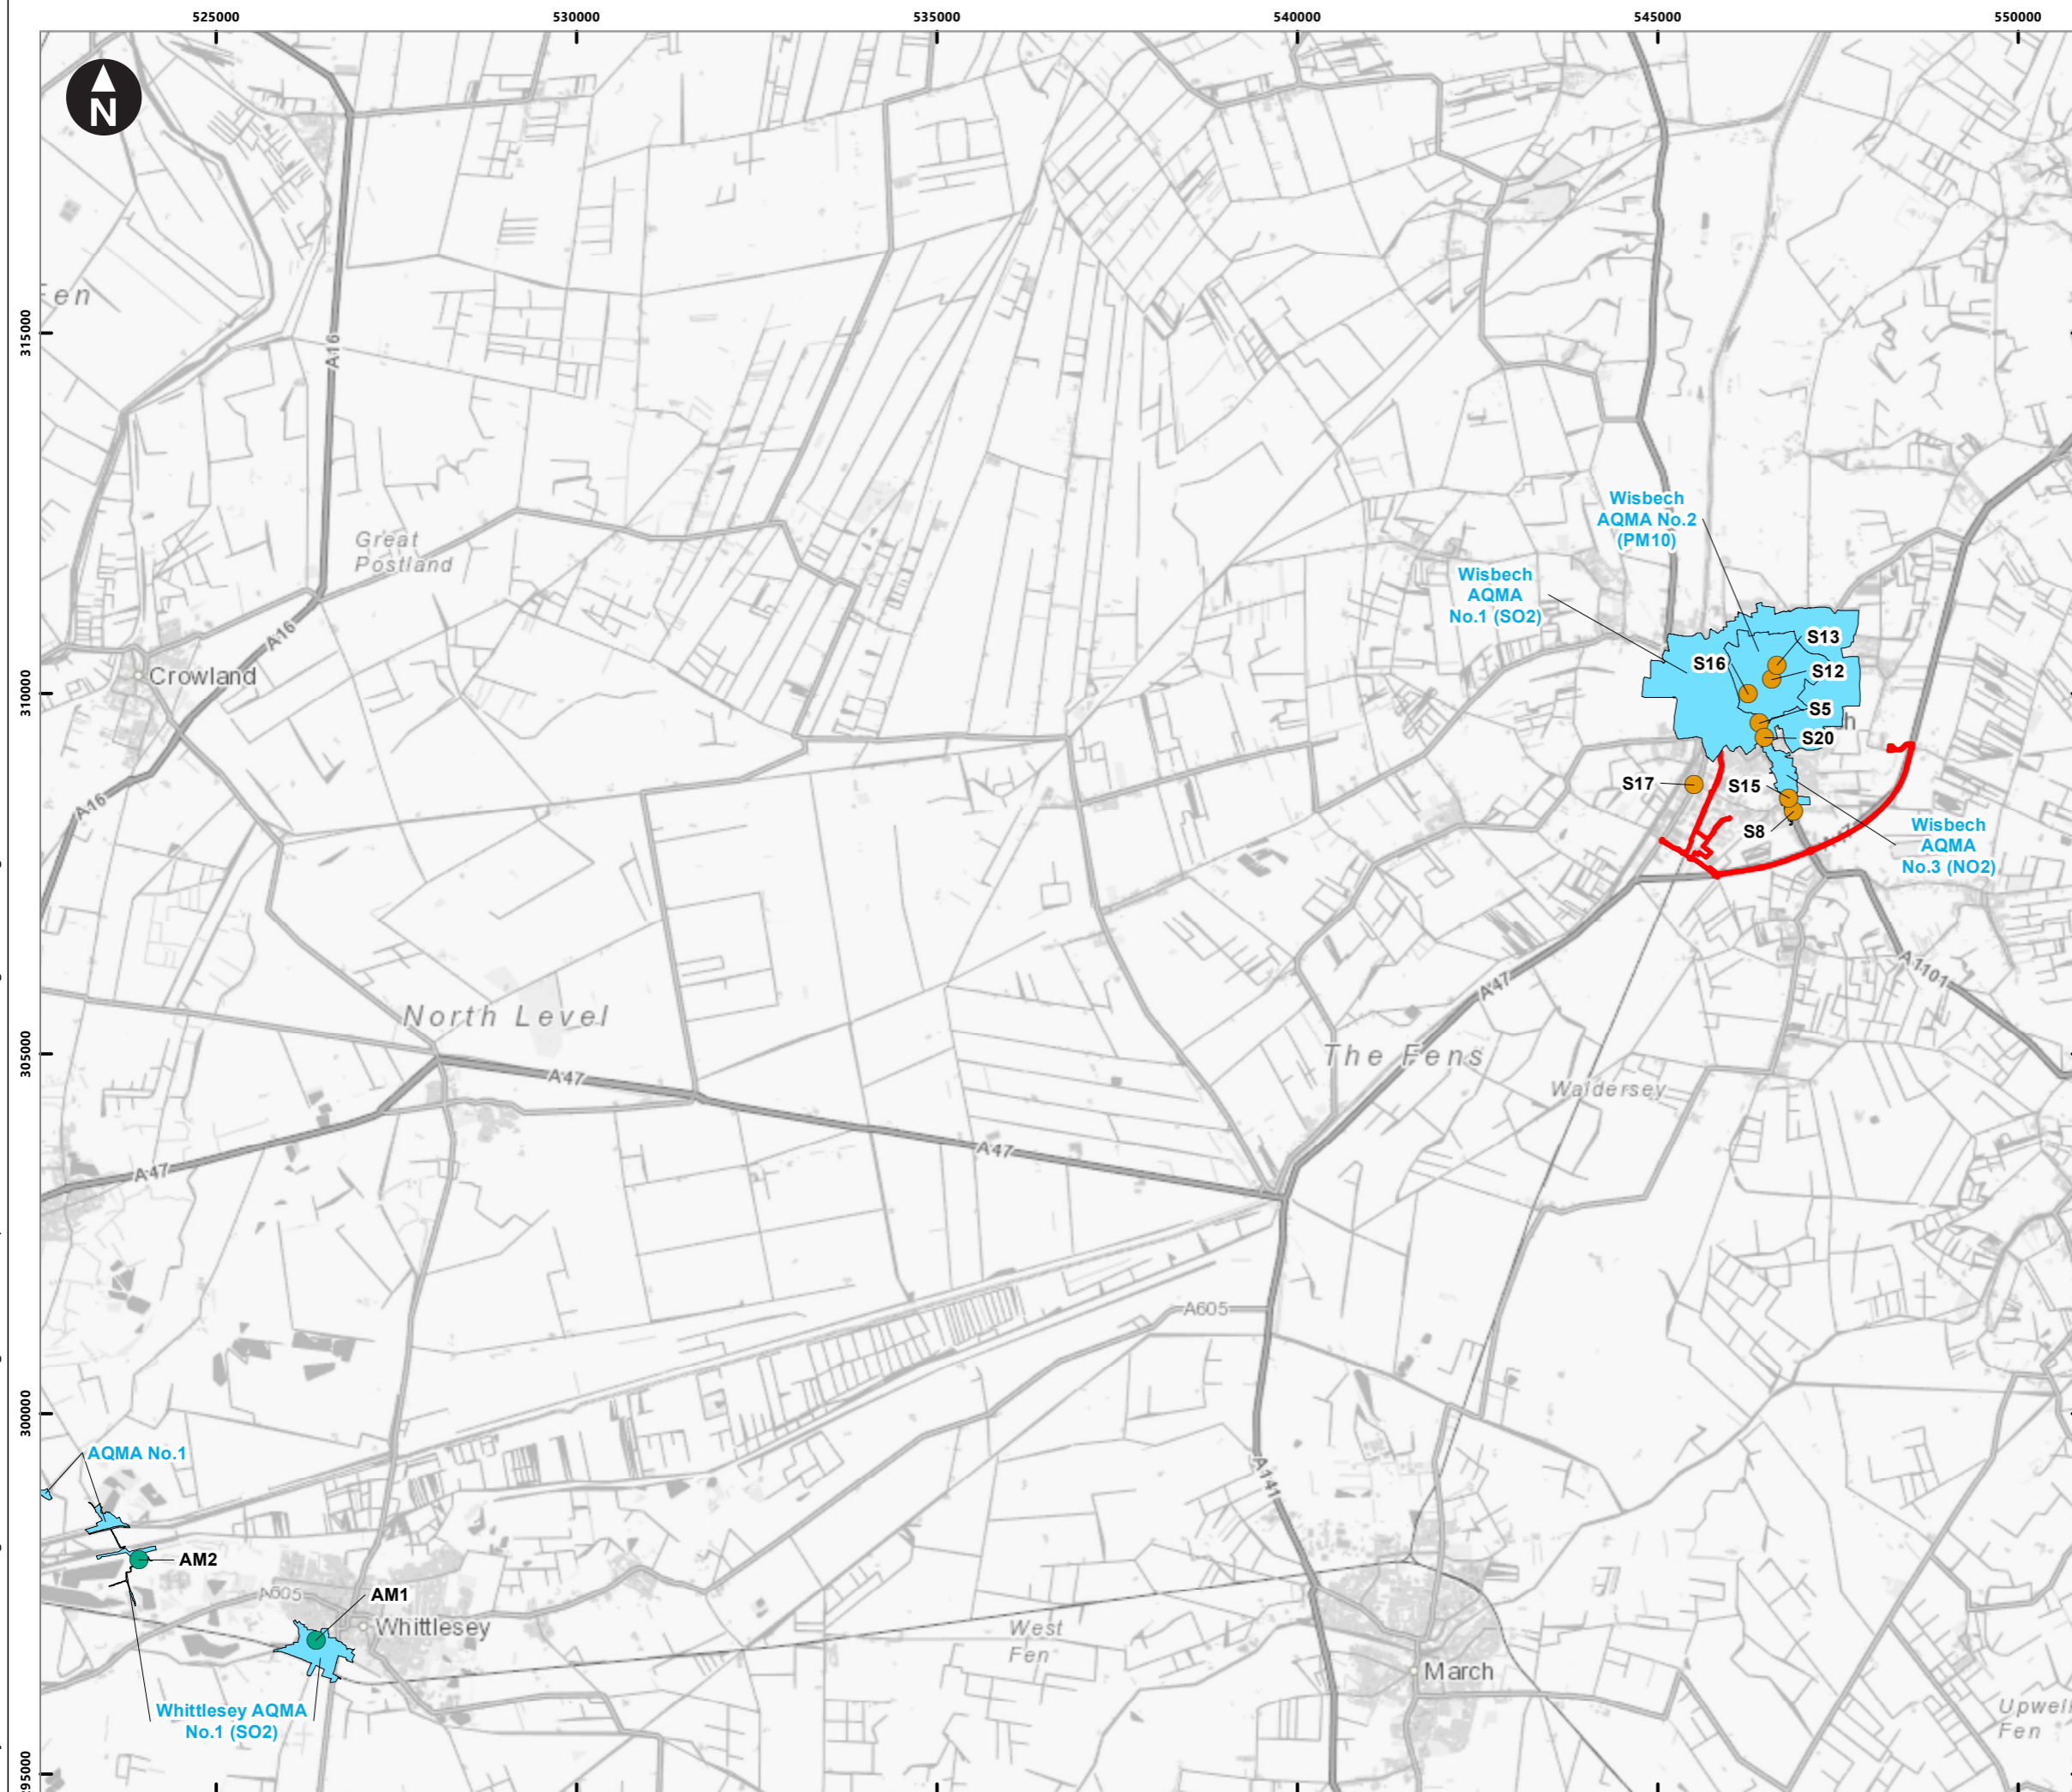 525000
530000
535000
540000
545000
550000
N
315000
310000
305000
300000
A16
Great
Postland
A16
Crowland
A16
Wisbech
AQMA No.2
(PM10)
Wisbech
AQMA
No.1 (SO2)
S13
S16
S12
S5
S20
S17
S15
S8
Wisbech
AQMA
No.3 (NO2)
A1101
A47
North Level
The Fens
Waldersey
A47
A47
A47
A605
A141
AQMA No.1
AM2
A605
AM1
Whittlesey
West
Fen
March
Whittlesey AQMA
No.1 (SO2)
Fen